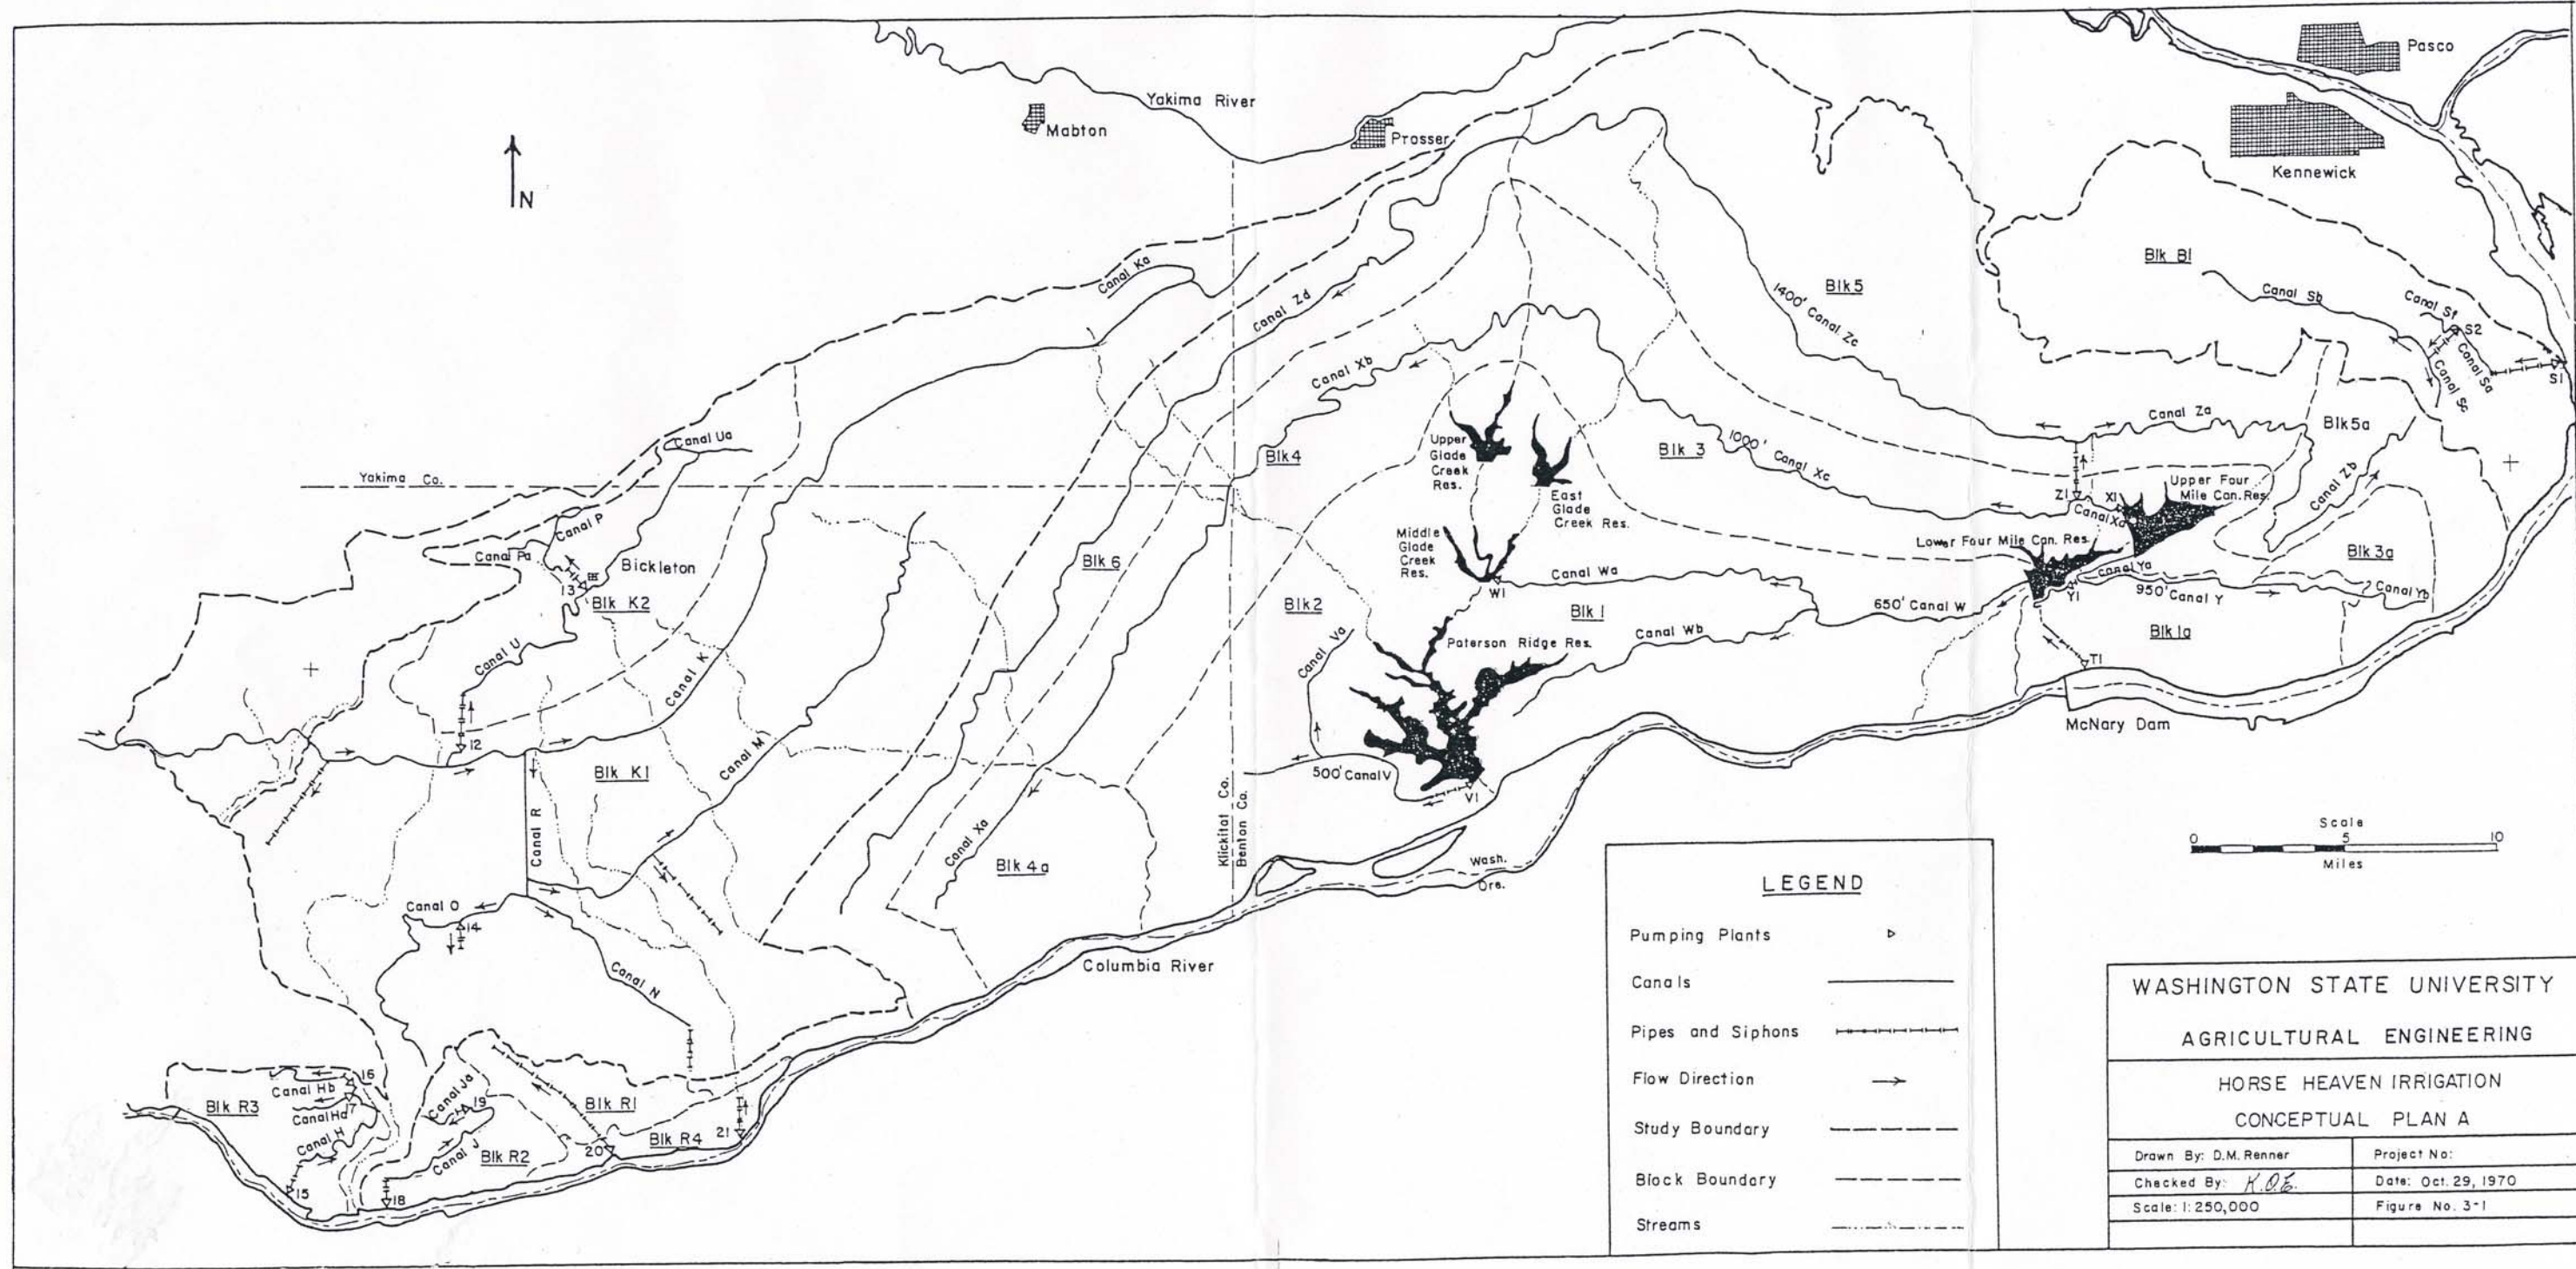 Pasco
Yakima River
Mabton
Prosser
Kennewick
N
Canal Ka
Canal Zd
Blk5
Blk B1
Canal Sb
Canal St
S2
Canal Sa
Canal Sc
S1
1400' Canal Zc
Canal Xb
Canal Ua
Yakima Co.
Blk4
Upper
Glade
Creek
Res.
East
Glade
Creek Res.
Blk 3
1000' Canal Xc
Canal Za
Blk5a
Canal Zb
Z1
X1
Upper Four
Mile Can. Res.
Canal Xa
Lower Four Mile Can. Res.
Blk 3a
Canal P
Canal Pa
Bickleton
13
Blk K2
Blk 6
Blk2
Middle
Glade
Creek
Res.
Canal Wa
W1
Blk 1
650' Canal W
Canal Ya
Y1
950' Canal Y
Canal Yb
Blk 1a
Canal Wb
Paterson Ridge Res.
T1
McNary Dam
Canal U
Canal K
Canal Va
12
Canal M
Blk K1
500' Canal V
V1
Canal R
Canal Xa
Blk 4a
Klickitat Co.
Benton Co.
Wash.
Ore.
Canal O
14
Canal N
Columbia River
16
Canal Hb
Canal Ha
17
Blk R3
Canal H
15
Canal Ja
19
Canal J
Blk R2
18
Blk R1
20
Blk R4
21
Scale
0 5 10
Miles
LEGEND
Pumping Plants
Canals
Pipes and Siphons
Flow Direction
Study Boundary
Block Boundary
Streams
WASHINGTON STATE UNIVERSITY
AGRICULTURAL ENGINEERING
HORSE HEAVEN IRRIGATION
CONCEPTUAL PLAN A
Drawn By: D.M. Renner
Project No:
Checked By: K.O.E.
Date: Oct. 29, 1970
Scale: 1:250,000
Figure No. 3-1